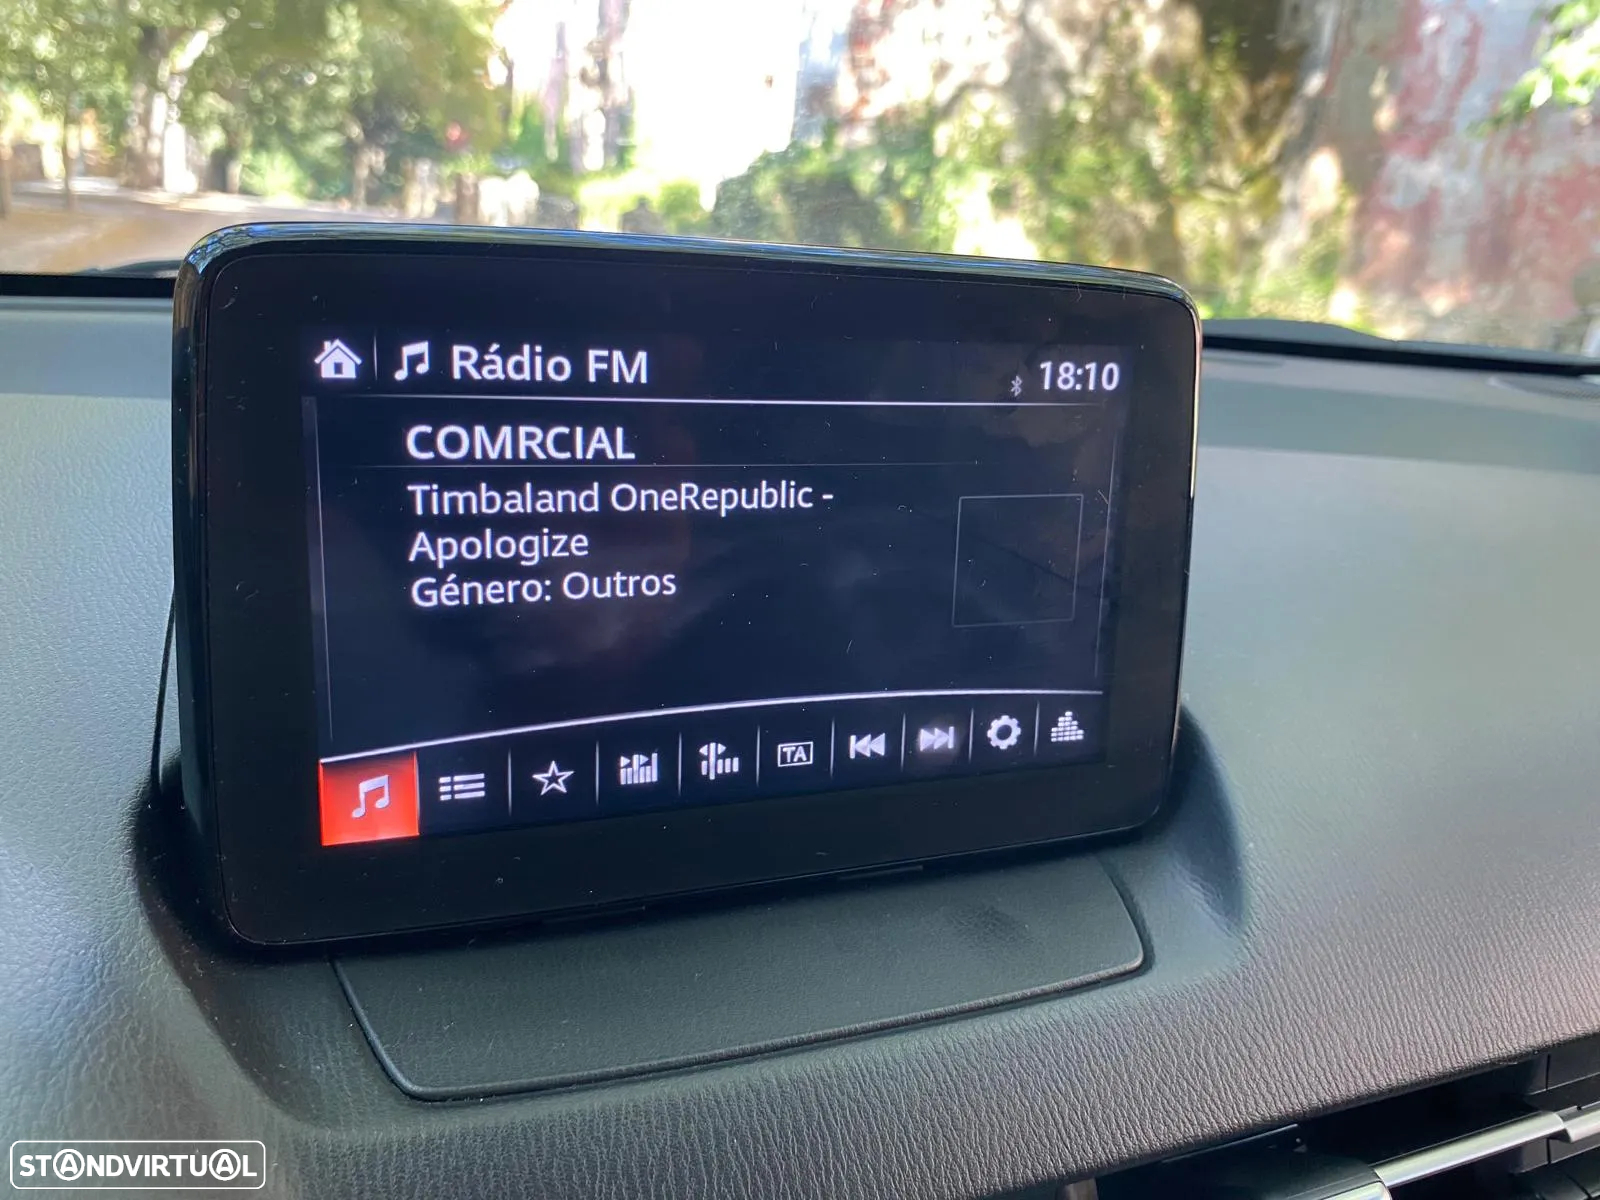 Rádio FM
18:10
COMRCIAL
Timbaland OneRepublic -
Apologize
Género: Outros
TA
STANDVIRTUAL